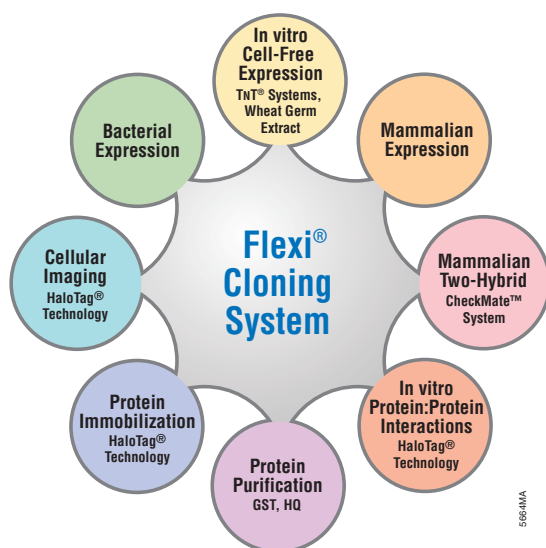 In vitro
Cell-Free
Expression
TNT® Systems,
Wheat Germ
Extract
Mammalian
Expression
Mammalian
Two-Hybrid
CheckMate™
System
In vitro
Protein:Protein
Interactions
HaloTag®
Technology
Protein
Purification
GST, HQ
Protein
Immobilization
HaloTag®
Technology
Cellular
Imaging
HaloTag®
Technology
Bacterial
Expression
Flexi®
Cloning
System
5664MA